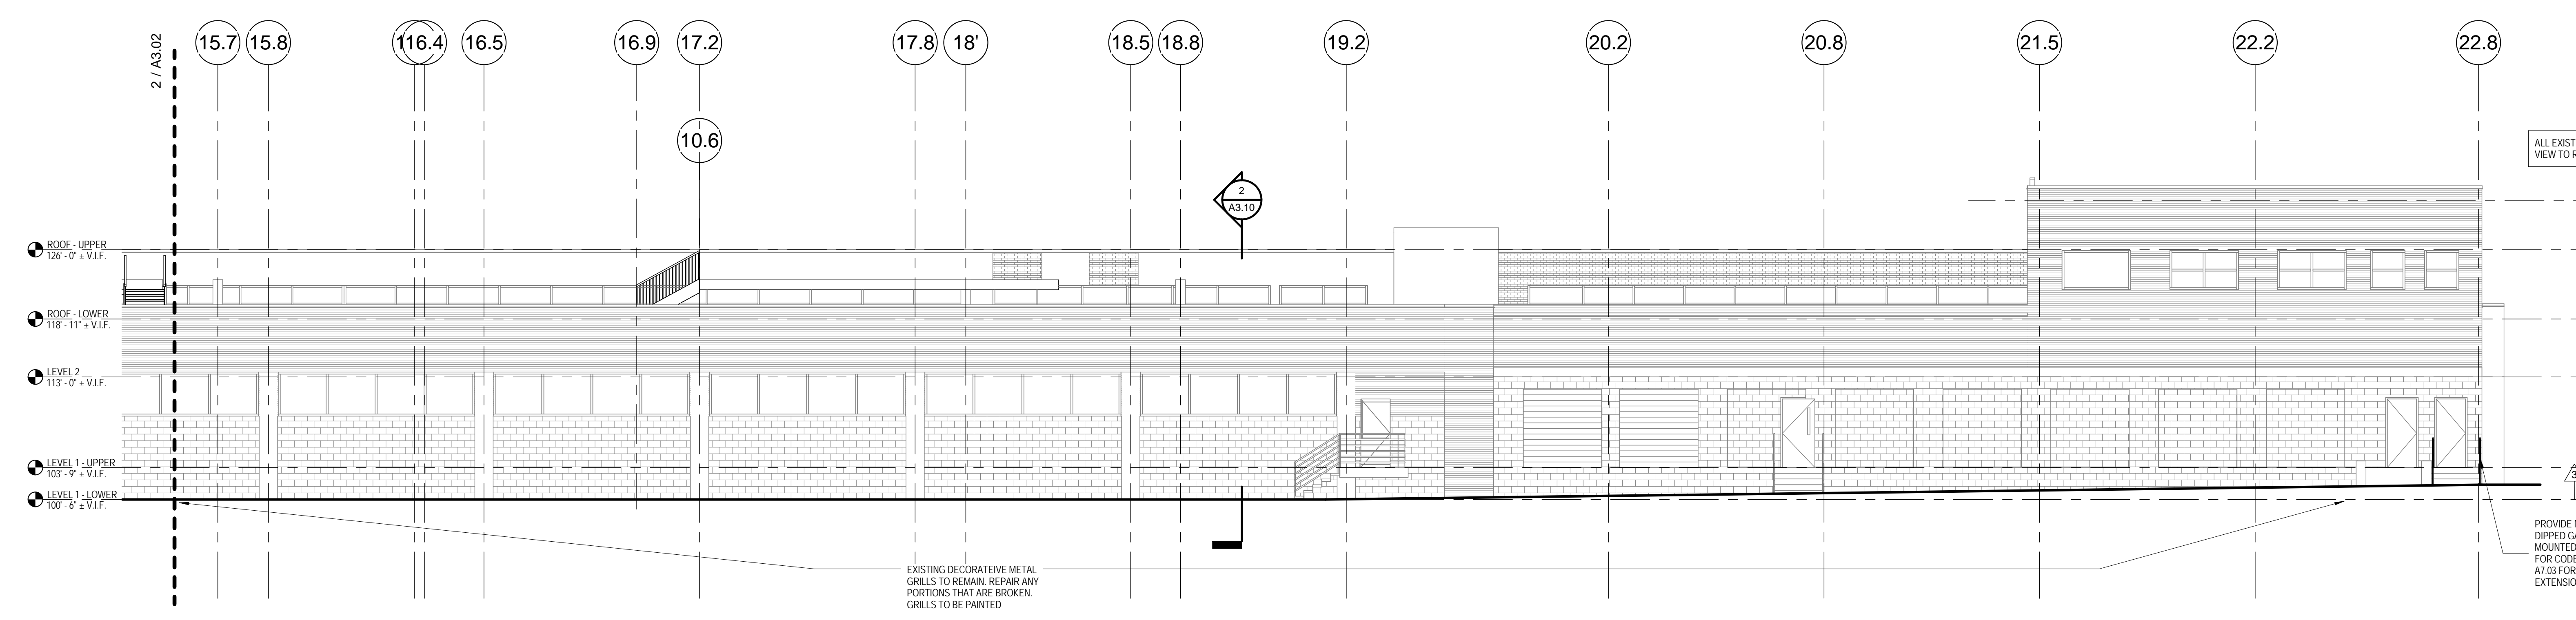 2 / A3.02
15.7
15.8
16.4
16.5
16.9
17.2
17.8
18'
18.5
18.8
19.2
20.2
20.8
21.5
22.2
22.8
10.6
2
A3.10
ALL EXIST
VIEW TO R
ROOF - UPPER
126' - 0" ± V.I.F.
ROOF - LOWER
118' - 11" ± V.I.F.
LEVEL 2
113' - 0" ± V.I.F.
LEVEL 1 - UPPER
103' - 9" ± V.I.F.
LEVEL 1 - LOWER
100' - 6" ± V.I.F.
3
EXISTING DECORATEIVE METAL
GRILLS TO REMAIN. REPAIR ANY
PORTIONS THAT ARE BROKEN.
GRILLS TO BE PAINTED
PROVIDE
DIPPED GA
MOUNTED
FOR CODE
A7.03 FOR
EXTENSIO